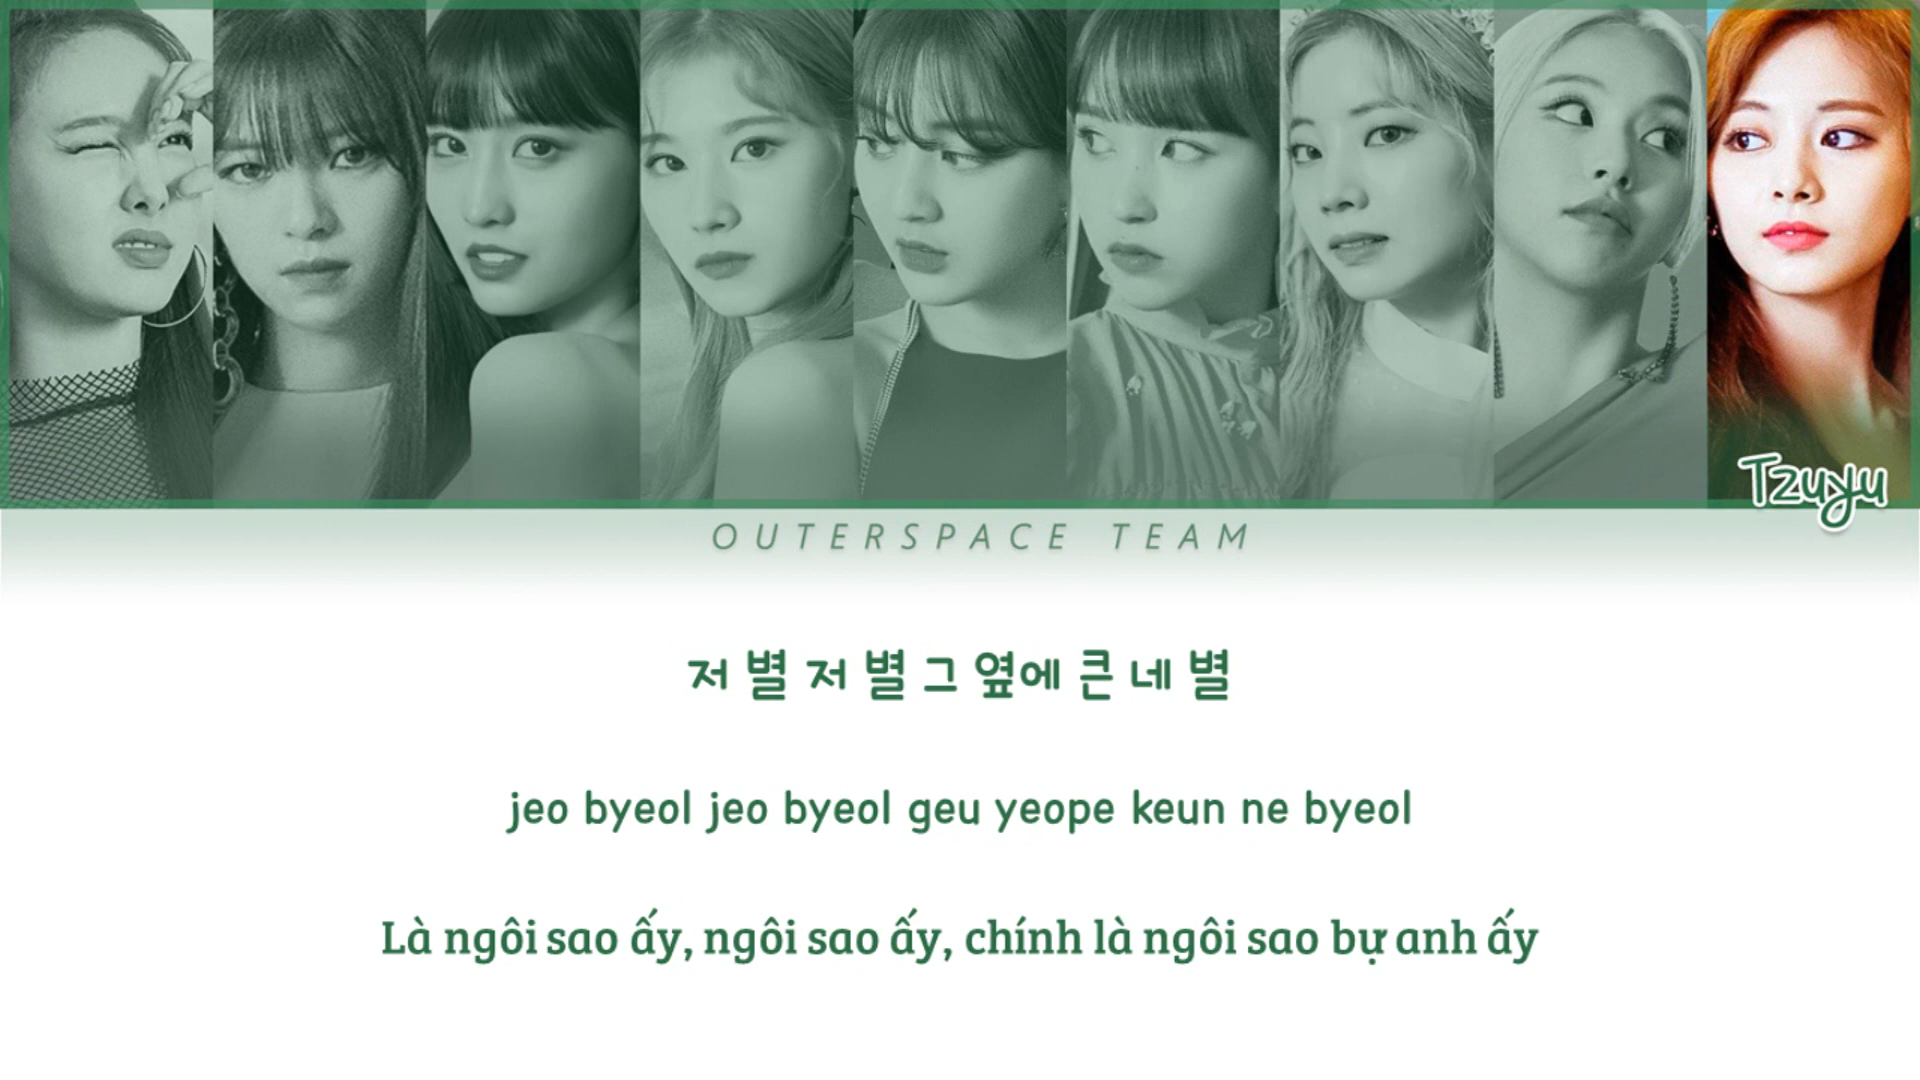 Tzuyu
OUTERSPACE TEAM
저 별 저 별 그 옆에 큰 네 별
jeo byeol jeo byeol geu yeope keun ne byeol
Là ngôi sao ấy, ngôi sao ấy, chính là ngôi sao bự anh ấy